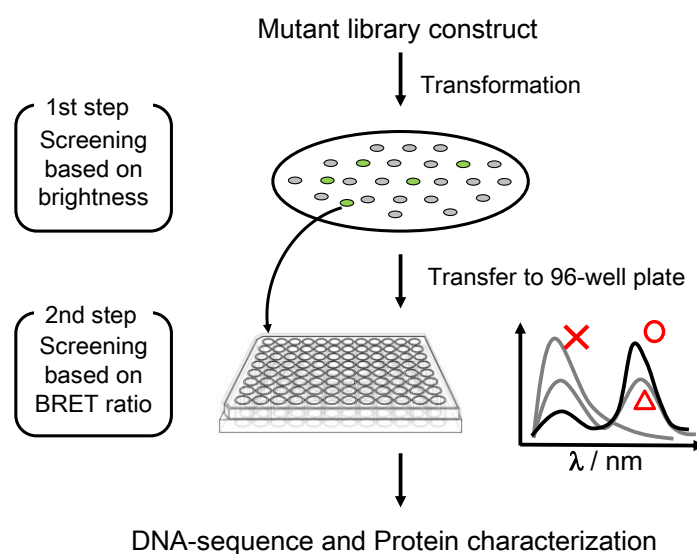 Mutant library construct
Transformation
1st step
Screening
based on
brightness
Transfer to 96-well plate
2nd step
Screening
based on
BRET ratio
λ / nm
DNA-sequence and Protein characterization